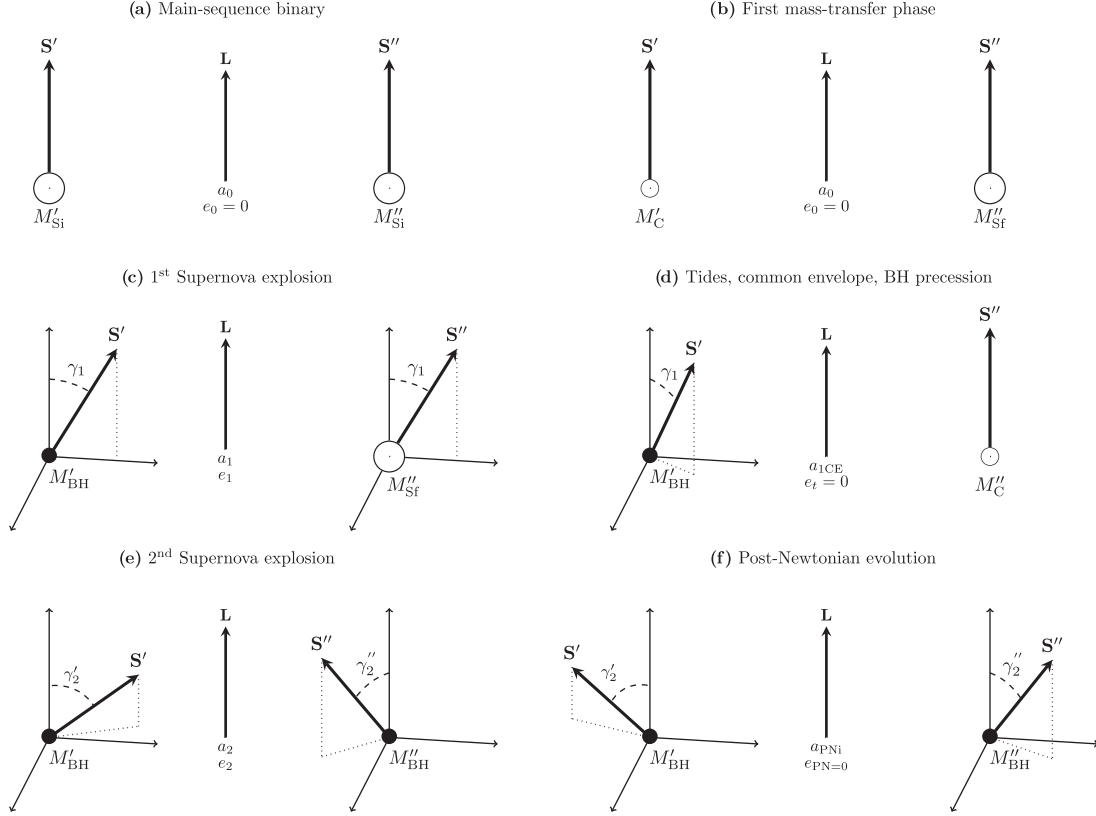 (a) Main-sequence binary
S′
L
S″
a₀
e₀ = 0
M′Si
M″Si
(b) First mass-transfer phase
S′
L
S″
a₀
e₀ = 0
M′C
M″Sf
(c) 1st Supernova explosion
S′
L
S″
γ₁
γ₁
a₁
e₁
M′BH
M″Sf
(d) Tides, common envelope, BH precession
S′
L
S″
γ₁
a1CE
eₜ = 0
M′BH
M″C
(e) 2nd Supernova explosion
S′
L
S″
γ′₂
γ″₂
a₂
e₂
M′BH
M″BH
(f) Post-Newtonian evolution
S′
L
S″
γ′₂
γ″₂
aPNi
ePN=0
M′BH
M″BH